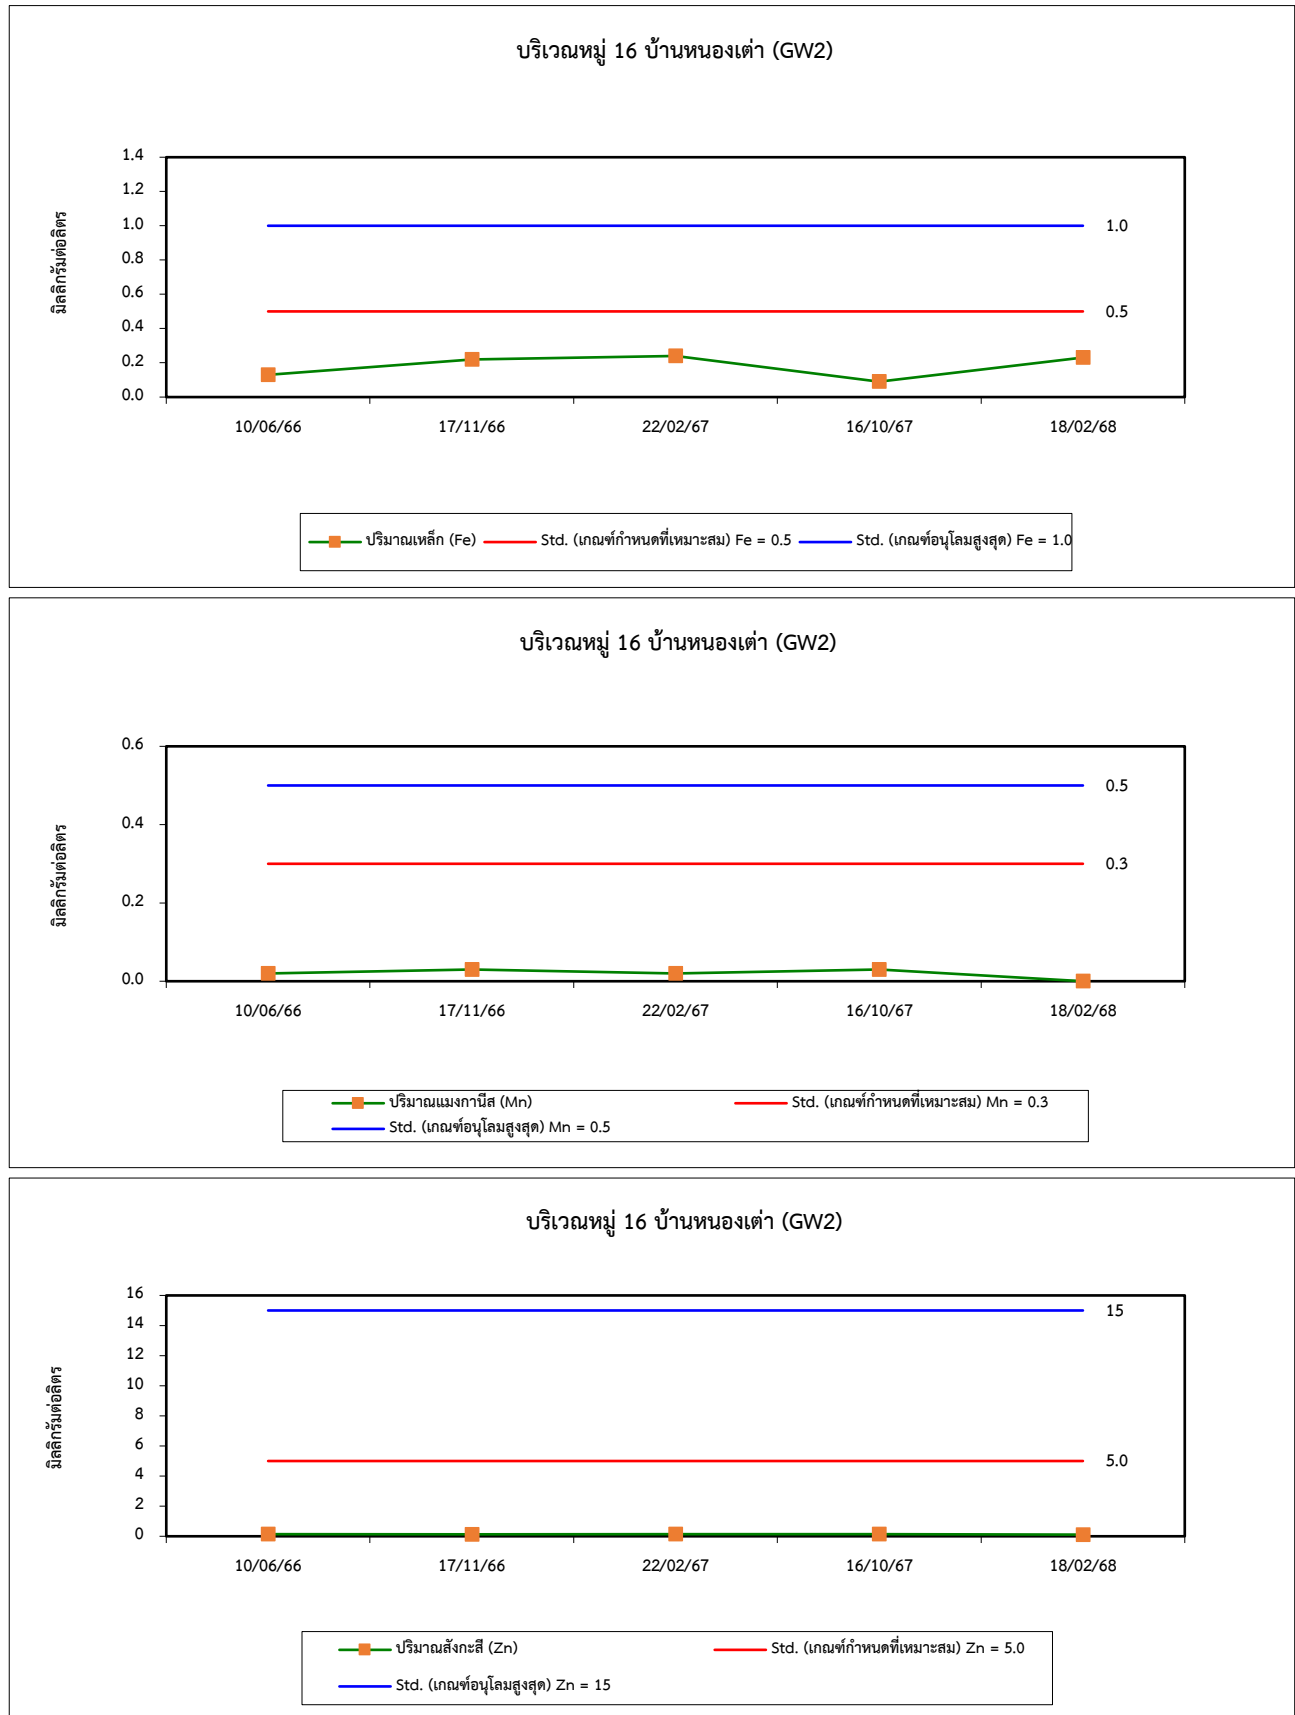 บริเวณหมู่ 16 บ้านหนองเต่า (GW2)
มิลลิกรัมต่อลิตร
1.4
1.2
1.0
0.8
0.6
0.4
0.2
0.0
1.0
0.5
10/06/66 17/11/66 22/02/67 16/10/67 18/02/68
ปริมาณเหล็ก (Fe) Std. (เกณฑ์กำหนดที่เหมาะสม) Fe = 0.5 Std. (เกณฑ์อนุโลมสูงสุด) Fe = 1.0
บริเวณหมู่ 16 บ้านหนองเต่า (GW2)
มิลลิกรัมต่อลิตร
0.6
0.4
0.2
0.0
0.5
0.3
10/06/66 17/11/66 22/02/67 16/10/67 18/02/68
ปริมาณแมงกานีส (Mn) Std. (เกณฑ์กำหนดที่เหมาะสม) Mn = 0.3
Std. (เกณฑ์อนุโลมสูงสุด) Mn = 0.5
บริเวณหมู่ 16 บ้านหนองเต่า (GW2)
มิลลิกรัมต่อลิตร
16
14
12
10
8
6
4
2
0
15
5.0
10/06/66 17/11/66 22/02/67 16/10/67 18/02/68
ปริมาณสังกะสี (Zn) Std. (เกณฑ์กำหนดที่เหมาะสม) Zn = 5.0
Std. (เกณฑ์อนุโลมสูงสุด) Zn = 15